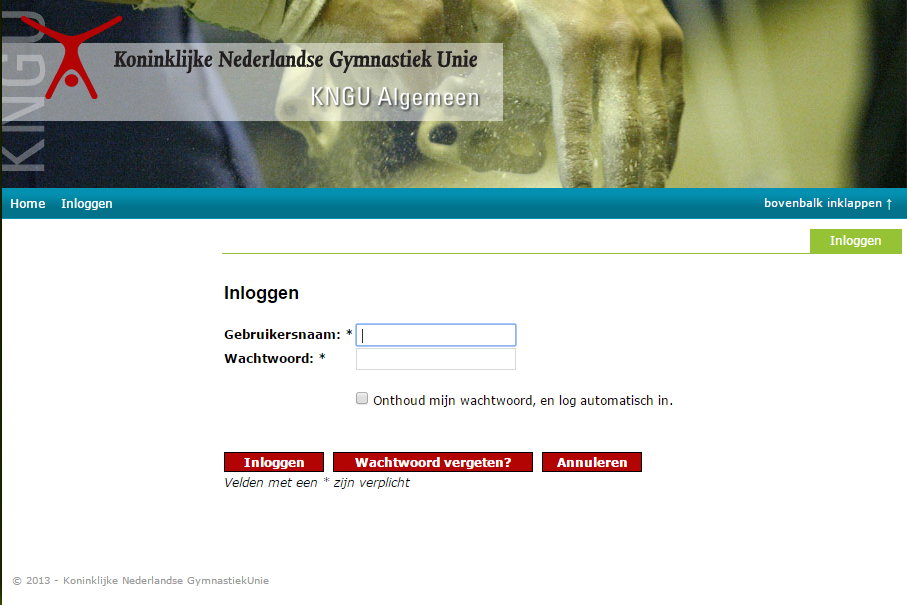 KNGU
Koninklijke Nederlandse Gymnastiek Unie
KNGU Algemeen
Home Inloggen bovenbalk inklappen ↑
Inloggen
Inloggen
Gebruikersnaam: *
Wachtwoord: *
Onthoud mijn wachtwoord, en log automatisch in.
Inloggen Wachtwoord vergeten? Annuleren
Velden met een * zijn verplicht
© 2013 - Koninklijke Nederlandse GymnastiekUnie